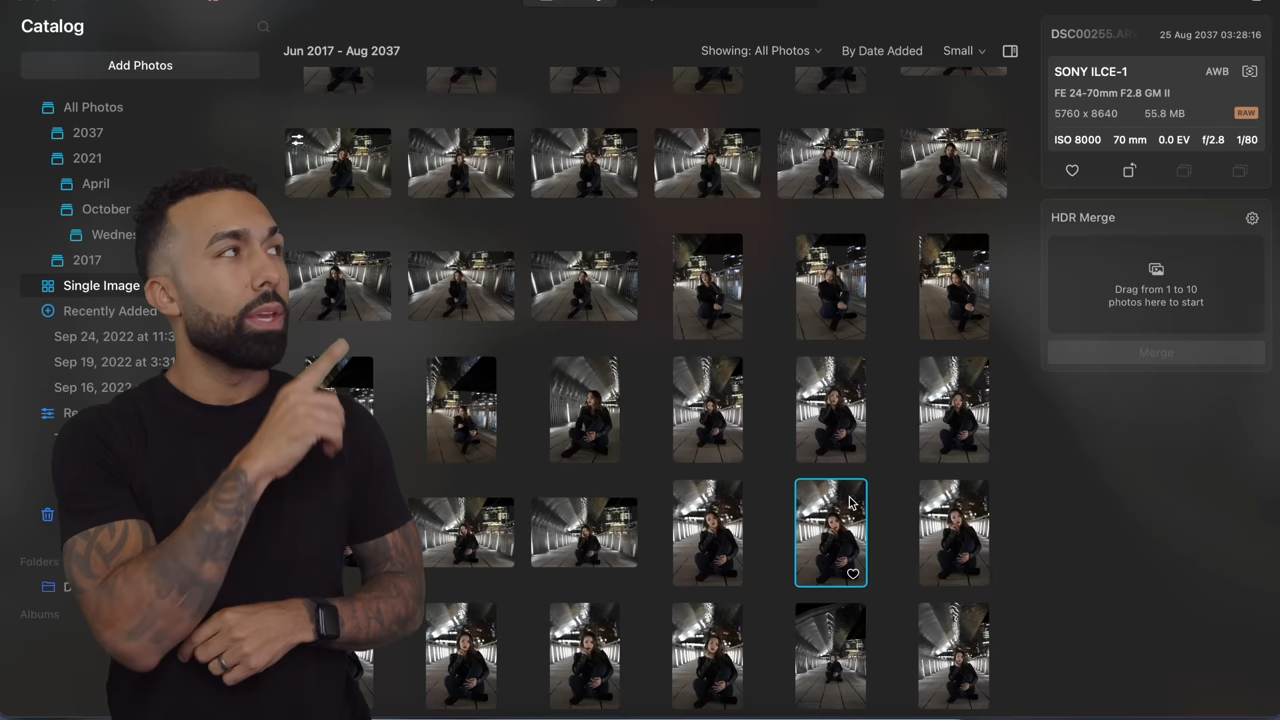 Catalog
Add Photos
All Photos
2037
2021
April
October
2017
Single Image
Recently Added
Sep 24, 2022 at 11:3
Sep 19, 2022 at 3:31
Sep 16, 2022
Folders
Albums
Jun 2017 - Aug 2037
Showing: All Photos
By Date Added
Small
DSC00255.AR
25 Aug 2037 03:28:16
SONY ILCE-1
AWB
FE 24-70mm F2.8 GM II
5760 x 8640
55.8 MB
RAW
ISO 8000
70 mm
0.0 EV
f/2.8
1/80
HDR Merge
Drag from 1 to 10
photos here to start
Merge